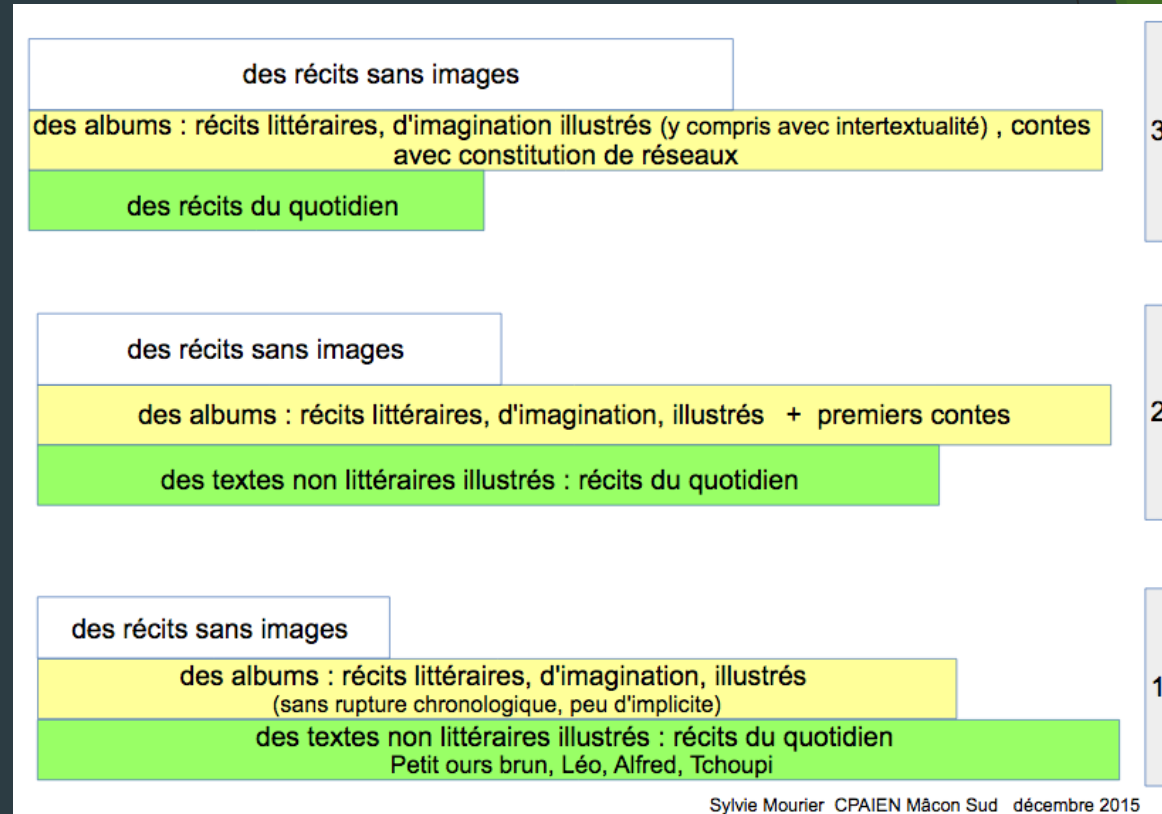 des récits sans images
des albums : récits littéraires, d'imagination illustrés (y compris avec intertextualité) , contes
avec constitution de réseaux
des récits du quotidien
3
des récits sans images
des albums : récits littéraires, d'imagination, illustrés + premiers contes
des textes non littéraires illustrés : récits du quotidien
2
des récits sans images
des albums : récits littéraires, d'imagination, illustrés
(sans rupture chronologique, peu d'implicite)
des textes non littéraires illustrés : récits du quotidien
Petit ours brun, Léo, Alfred, Tchoupi
1
Sylvie Mourier CPAIEN Mâcon Sud décembre 2015